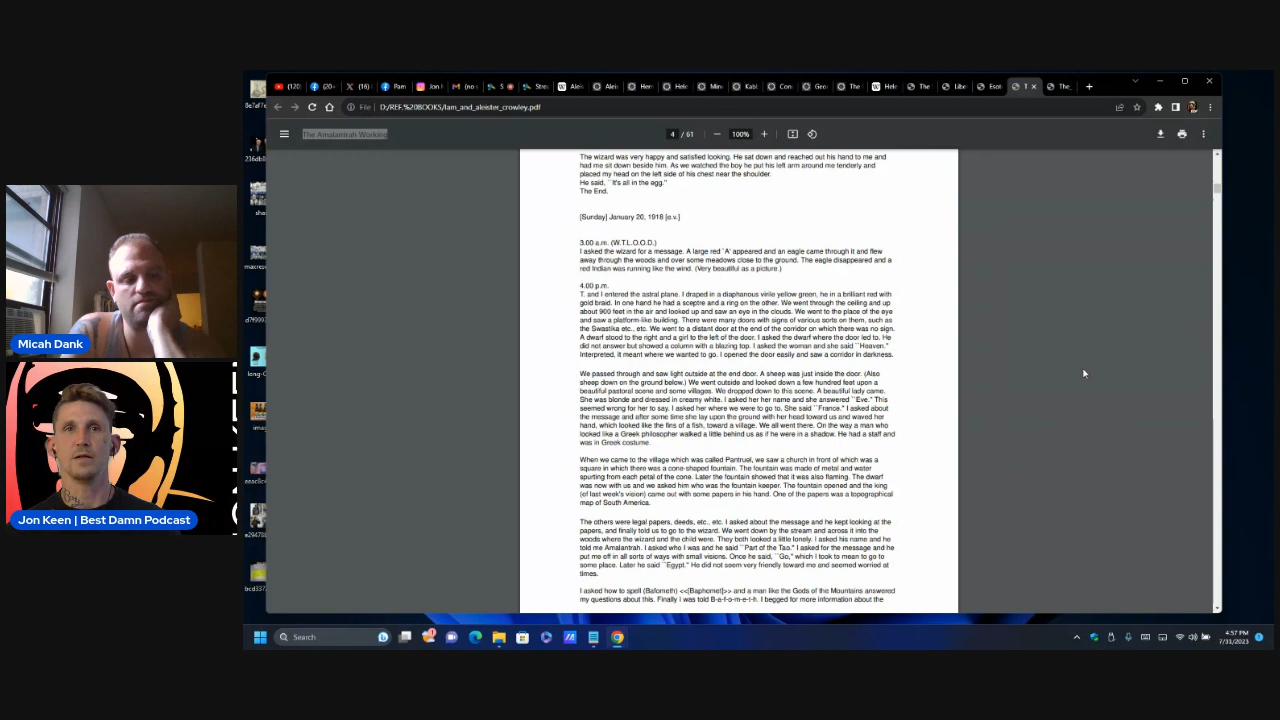 (120)
(20+
(16)
Pam
Jon
(no s
S
Stre
Aleis
Aleis
Hen
Hele
Min
Kab
Con
Geo
The
Hele
The
Libe
Esot
T
The
File
D:/REF.%20BOOKS/lam_and_aleister_crowley.pdf
The Amalantrah Working
4 / 61
100%
The wizard was very happy and satisfied looking. He sat down and reached out his hand to me and
had me sit down beside him. As we watched the boy he put his left arm around me tenderly and
placed my head on the left side of his chest near the shoulder.
He said, ``It's all in the egg.''
The End.
[Sunday] January 20, 1918 [e.v.]
3.00 a.m. (W.T.L.O.O.D.)
I asked the wizard for a message. A large red `A' appeared and an eagle came through it and flew
away through the woods and over some meadows close to the ground. The eagle disappeared and a
red Indian was running like the wind. (Very beautiful as a picture.)
4.00 p.m.
T. and I entered the astral plane. I draped in a diaphanous virile yellow green, he in a brilliant red with
gold braid. In one hand he had a sceptre and a ring on the other. We went through the ceiling and up
about 900 feet in the air and looked up and saw an eye in the clouds. We went to the place of the eye
and saw a platform-like building. There were many doors with signs of various sorts on them, such as
the Swastika etc., etc. We went to a distant door at the end of the corridor on which there was no sign.
A dwarf stood to the right and a girl to the left of the door. I asked the dwarf where the door led to. He
did not answer but showed a column with a blazing top. I asked the woman and she said ``Heaven.''
Interpreted, it meant where we wanted to go. I opened the door easily and saw a corridor in darkness.
We passed through and saw light outside at the end door. A sheep was just inside the door. (Also
sheep down on the ground below.) We went outside and looked down a few hundred feet upon a
beautiful pastoral scene and some villages. We dropped down to this scene. A beautiful lady came.
She was blonde and dressed in creamy white. I asked her her name and she answered ``Eve.'' This
seemed wrong for her to say. I asked her where we were to go to. She said ``France.'' I asked about
the message and after some time she lay upon the ground with her head toward us and waved her
hand, which looked like the fins of a fish, toward a village. We all went there. On the way a man who
looked like a Greek philosopher walked a little behind us as if he were in a shadow. He had a staff and
was in Greek costume.
When we came to the village which was called Pantruel, we saw a church in front of which was a
square in which there was a cone-shaped fountain. The fountain was made of metal and water
spurting from each petal of the cone. Later the fountain showed that it was also flaming. The dwarf
was now with us and we asked him who was the fountain keeper. The fountain opened and the king
(of last week's vision) came out with some papers in his hand. One of the papers was a topographical
map of South America.
The others were legal papers, deeds, etc., etc. I asked about the message and he kept looking at the
papers, and finally told us to go to the wizard. We went down by the stream and across it into the
woods where the wizard and the child were. They both looked a little lonely. I asked his name and he
told me Amalantrah. I asked who I was and he said ``Part of the Tao.'' I asked for the message and he
put me off in all sorts of ways with small visions. Once he said, ``Go,'' which I took to mean to go to
some place. Later he said ``Egypt.'' He did not seem very friendly toward me and seemed worried at
times.
I asked how to spell (Bafometh) <<[Baphomet]>> and a man like the Gods of the Mountains answered
my questions about this. Finally I was told B-a-f-o-m-e-t-h. I begged for more information about the
Micah Dank
Jon Keen | Best Damn Podcast
Search
4:57 PM
7/31/2023